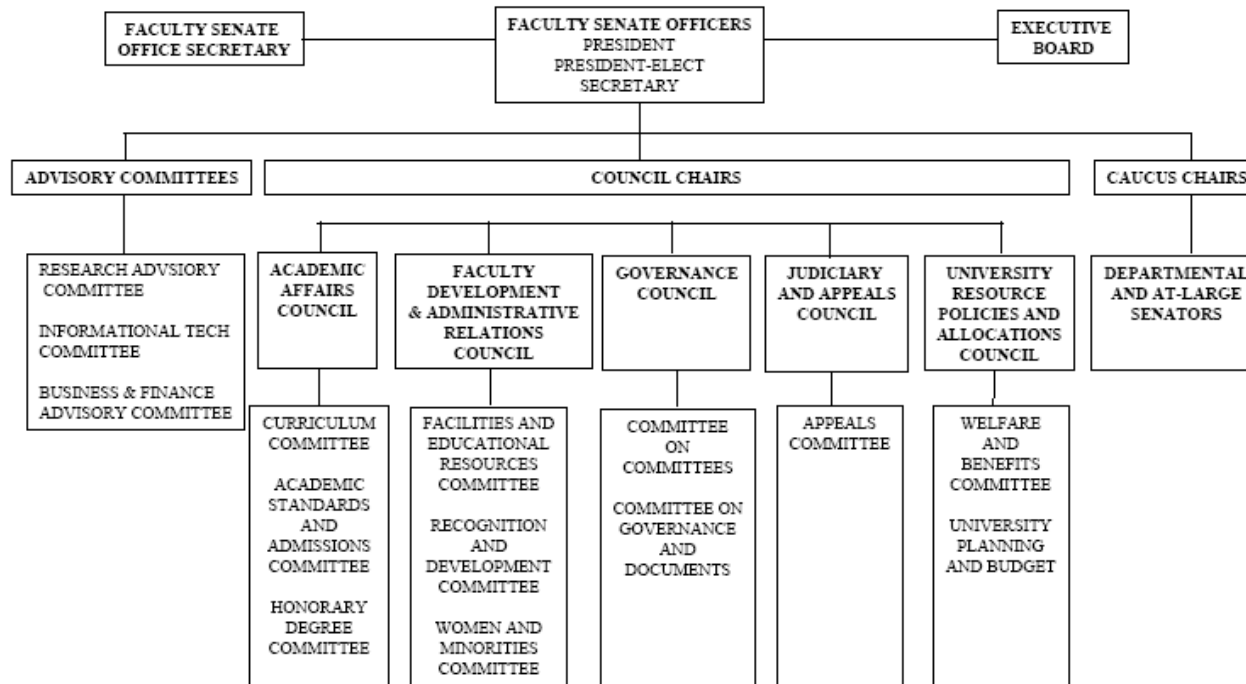 FACULTY SENATE
OFFICE SECRETARY
FACULTY SENATE OFFICERS
PRESIDENT
PRESIDENT-ELECT
SECRETARY
EXECUTIVE
BOARD
ADVISORY COMMITTEES
COUNCIL CHAIRS
CAUCUS CHAIRS
RESEARCH ADVSIORY
COMMITTEE
INFORMATIONAL TECH
COMMITTEE
BUSINESS & FINANCE
ADVISORY COMMITTEE
ACADEMIC
AFFAIRS
COUNCIL
FACULTY
DEVELOPMENT
& ADMINISTRATIVE
RELATIONS
COUNCIL
GOVERNANCE
COUNCIL
JUDICIARY
AND APPEALS
COUNCIL
UNIVERSITY
RESOURCE
POLICIES AND
ALLOCATIONS
COUNCIL
DEPARTMENTAL
AND AT-LARGE
SENATORS
CURRICULUM
COMMITTEE
ACADEMIC
STANDARDS
AND
ADMISSIONS
COMMITTEE
HONORARY
DEGREE
COMMITTEE
FACILITIES AND
EDUCATIONAL
RESOURCES
COMMITTEE
RECOGNITION
AND
DEVELOPMENT
COMMITTEE
WOMEN AND
MINORITIES
COMMITTEE
COMMITTEE
ON
COMMITTEES
COMMITTEE ON
GOVERNANCE
AND
DOCUMENTS
APPEALS
COMMITTEE
WELFARE
AND
BENEFITS
COMMITTEE
UNIVERSITY
PLANNING
AND BUDGET